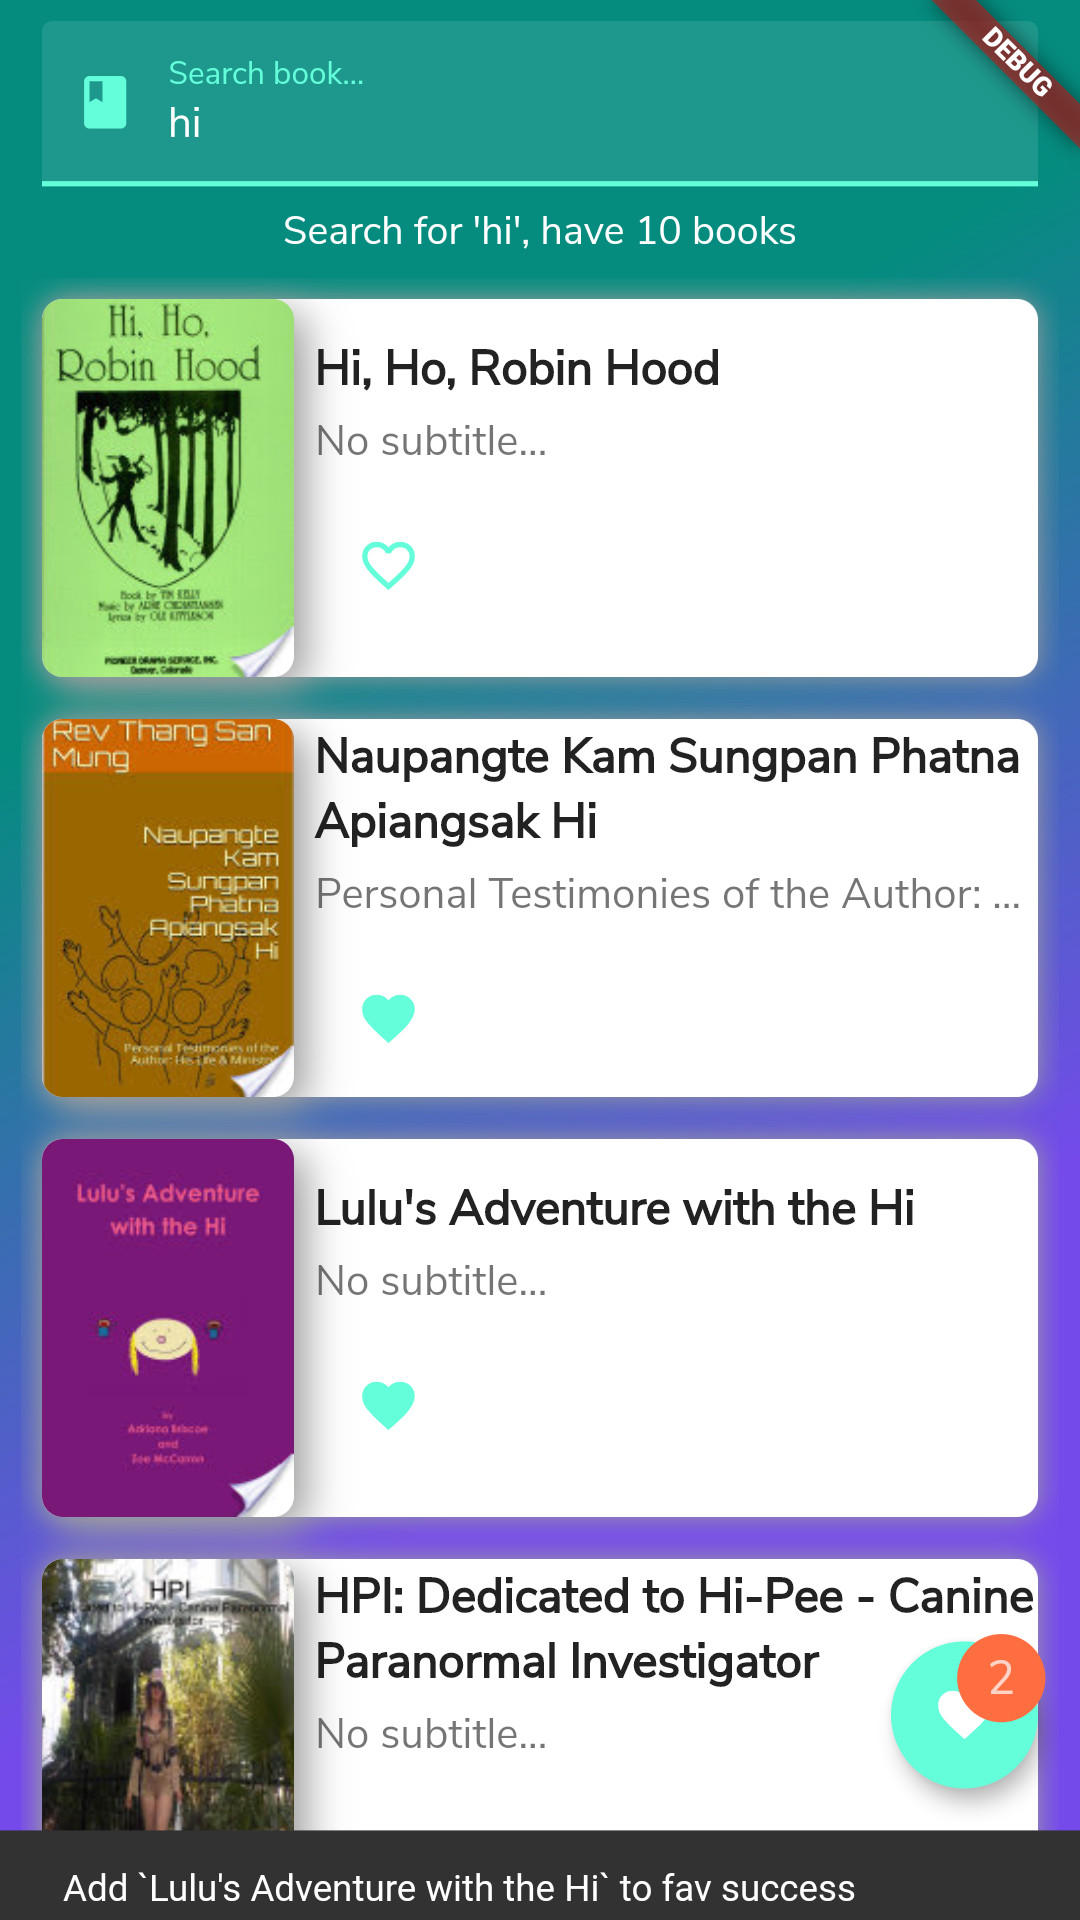 DEBUG
Search book...
hi
Search for 'hi', have 10 books
Hi, Ho,
Robin Hood
Book by TIM KELLY
Music by ARNE CHRISTIANSEN
Lyrics by OLE KITTLESON
PIONEER DRAMA SERVICE, INC.
Denver, Colorado
Hi, Ho, Robin Hood
No subtitle...
Rev Thang San
Mung
Naupangte
Kam
Sungpan
Phatna
Apiangsak
Hi
Personal Testimonies of the
Author: His Life & Ministry
Naupangte Kam Sungpan Phatna
Apiangsak Hi
Personal Testimonies of the Author: ...
Lulu's Adventure
with the Hi
by
Adriana Briscoe
and
Zoe McCarron
Lulu's Adventure with the Hi
No subtitle...
HPI
Dedicated to Hi-Pee - Canine Paranormal
Investigator
HPI: Dedicated to Hi-Pee - Canine
Paranormal Investigator
No subtitle...
2
Add `Lulu's Adventure with the Hi` to fav success